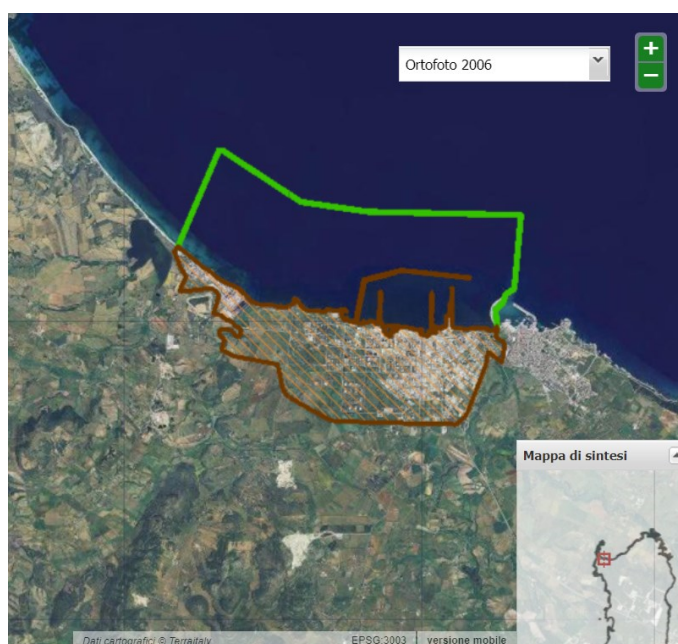 Ortofoto 2006
+
−
Mappa di sintesi
Dati cartografici © Terraitaly EPSG:3003 versione mobile